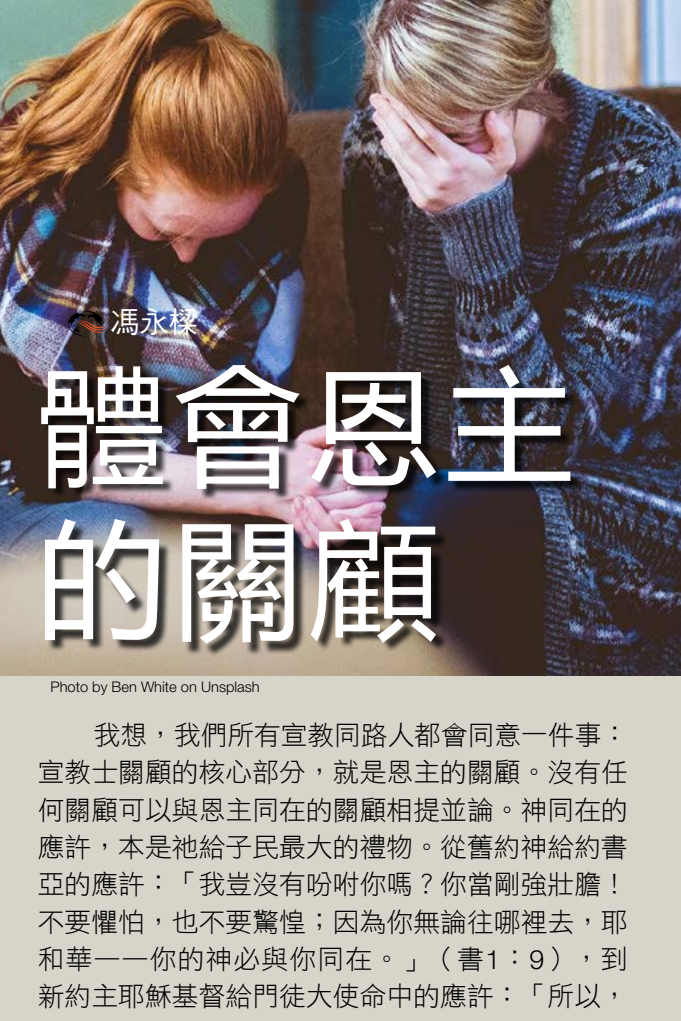 馮永樑
體會恩主
的關顧
Photo by Ben White on Unsplash
我想，我們所有宣教同路人都會同意一件事：
宣教士關顧的核心部分，就是恩主的關顧。沒有任
何關顧可以與恩主同在的關顧相提並論。神同在的
應許，本是祂給子民最大的禮物。從舊約神給約書
亞的應許：「我豈沒有吩咐你嗎？你當剛強壯膽！
不要懼怕，也不要驚惶；因為你無論往哪裡去，耶
和華——你的神必與你同在。」（書1：9），到
新約主耶穌基督給門徒大使命中的應許：「所以，